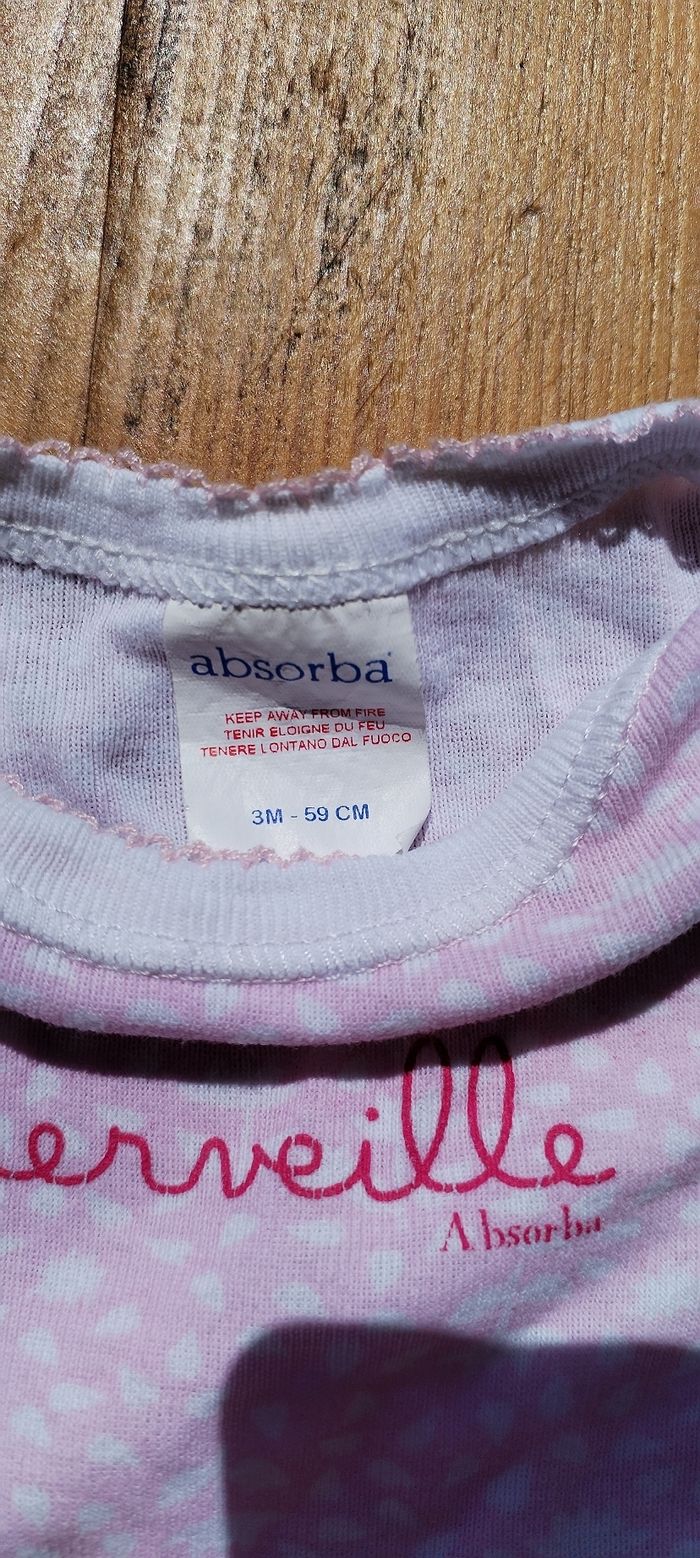 absorba
KEEP AWAY FROM FIRE
TENIR ELOIGNE DU FEU
TENERE LONTANO DAL FUOCO
3M - 59 CM
erveille
Absorba